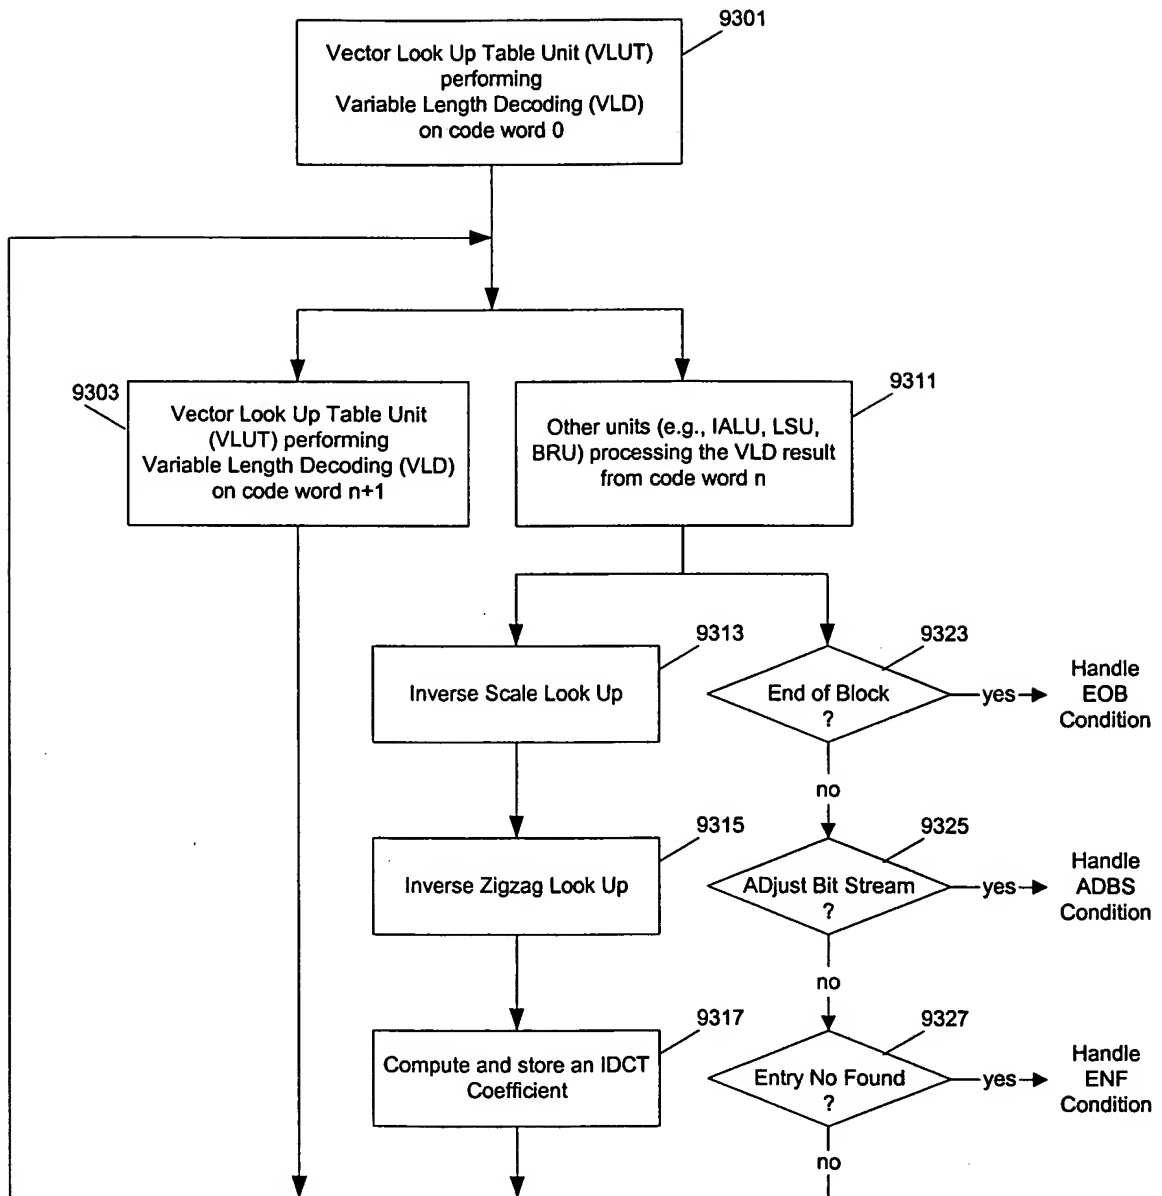 9301
Vector Look Up Table Unit (VLUT)
performing
Variable Length Decoding (VLD)
on code word 0
9303
Vector Look Up Table Unit
(VLUT) performing
Variable Length Decoding (VLD)
on code word n+1
9311
Other units (e.g., IALU, LSU,
BRU) processing the VLD result
from code word n
9313
Inverse Scale Look Up
9323
End of Block
?
yes
Handle
EOB
Condition
no
9315
Inverse Zigzag Look Up
9325
ADjust Bit Stream
?
yes
Handle
ADBS
Condition
no
9317
Compute and store an IDCT
Coefficient
9327
Entry No Found
?
yes
Handle
ENF
Condition
no